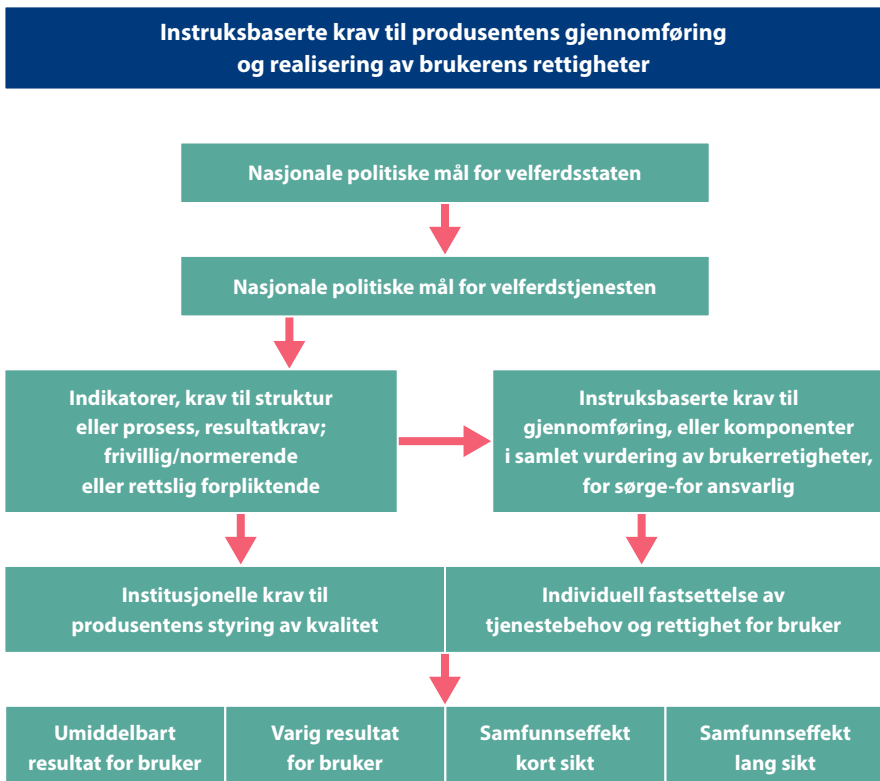 Instruksbaserte krav til produsentens gjennomføring
og realisering av brukerens rettigheter
Nasjonale politiske mål for velferdsstaten
Nasjonale politiske mål for velferdstjenesten
Indikatorer, krav til struktur
eller prosess, resultatkrav;
frivillig/normerende
eller rettslig forpliktende
Instruksbaserte krav til
gjennomføring, eller komponenter
i samlet vurdering av brukerretigheter,
for sørge-for ansvarlig
Institusjonelle krav til
produsentens styring av kvalitet
Individuell fastsettelse av
tjenestebehov og rettighet for bruker
Umiddelbart
resultat for bruker
Varig resultat
for bruker
Samfunnseffekt
kort sikt
Samfunnseffekt
lang sikt